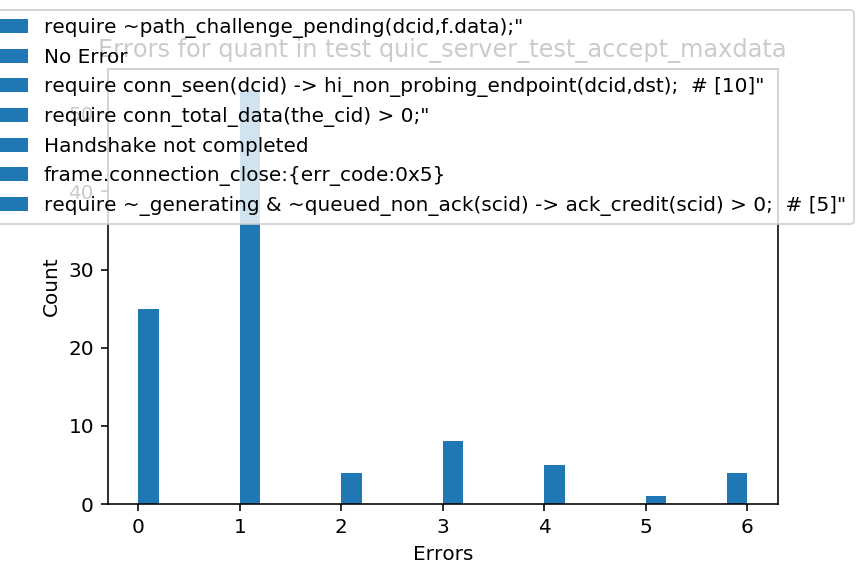 require ~path_challenge_pending(dcid,f.data);"
Errors for quant in test quic_server_test_accept_maxdata
No Error
require conn_seen(dcid) -> hi_non_probing_endpoint(dcid,dst);  # [10]"
50
require conn_total_data(the_cid) > 0;"
Handshake not completed
frame.connection_close:{err_code:0x5}
40
require ~_generating & ~queued_non_ack(scid) -> ack_credit(scid) > 0;  # [5]"
30
20
10
0
Count
0 1 2 3 4 5 6
Errors